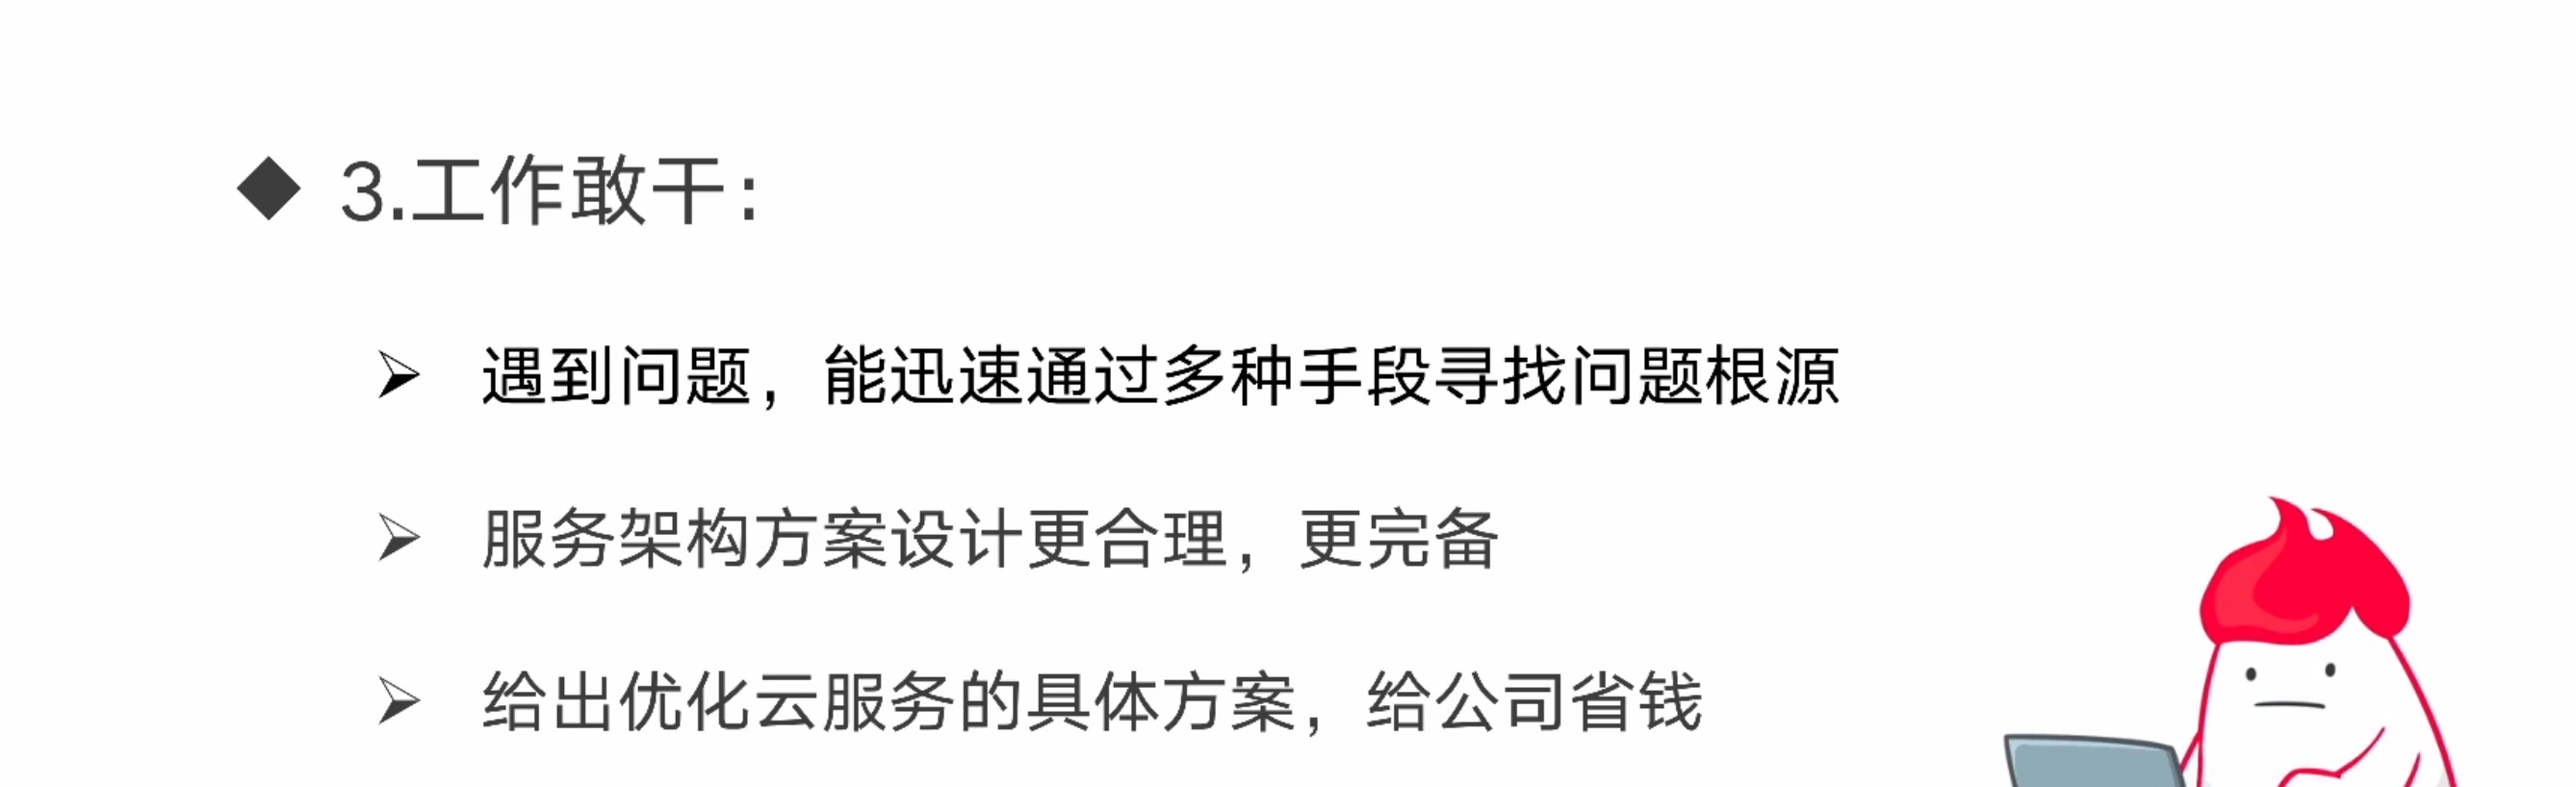 ◆ 3.工作敢干：
➢ 遇到问题，能迅速通过多种手段寻找问题根源
➢ 服务架构方案设计更合理，更完备
➢ 给出优化云服务的具体方案，给公司省钱